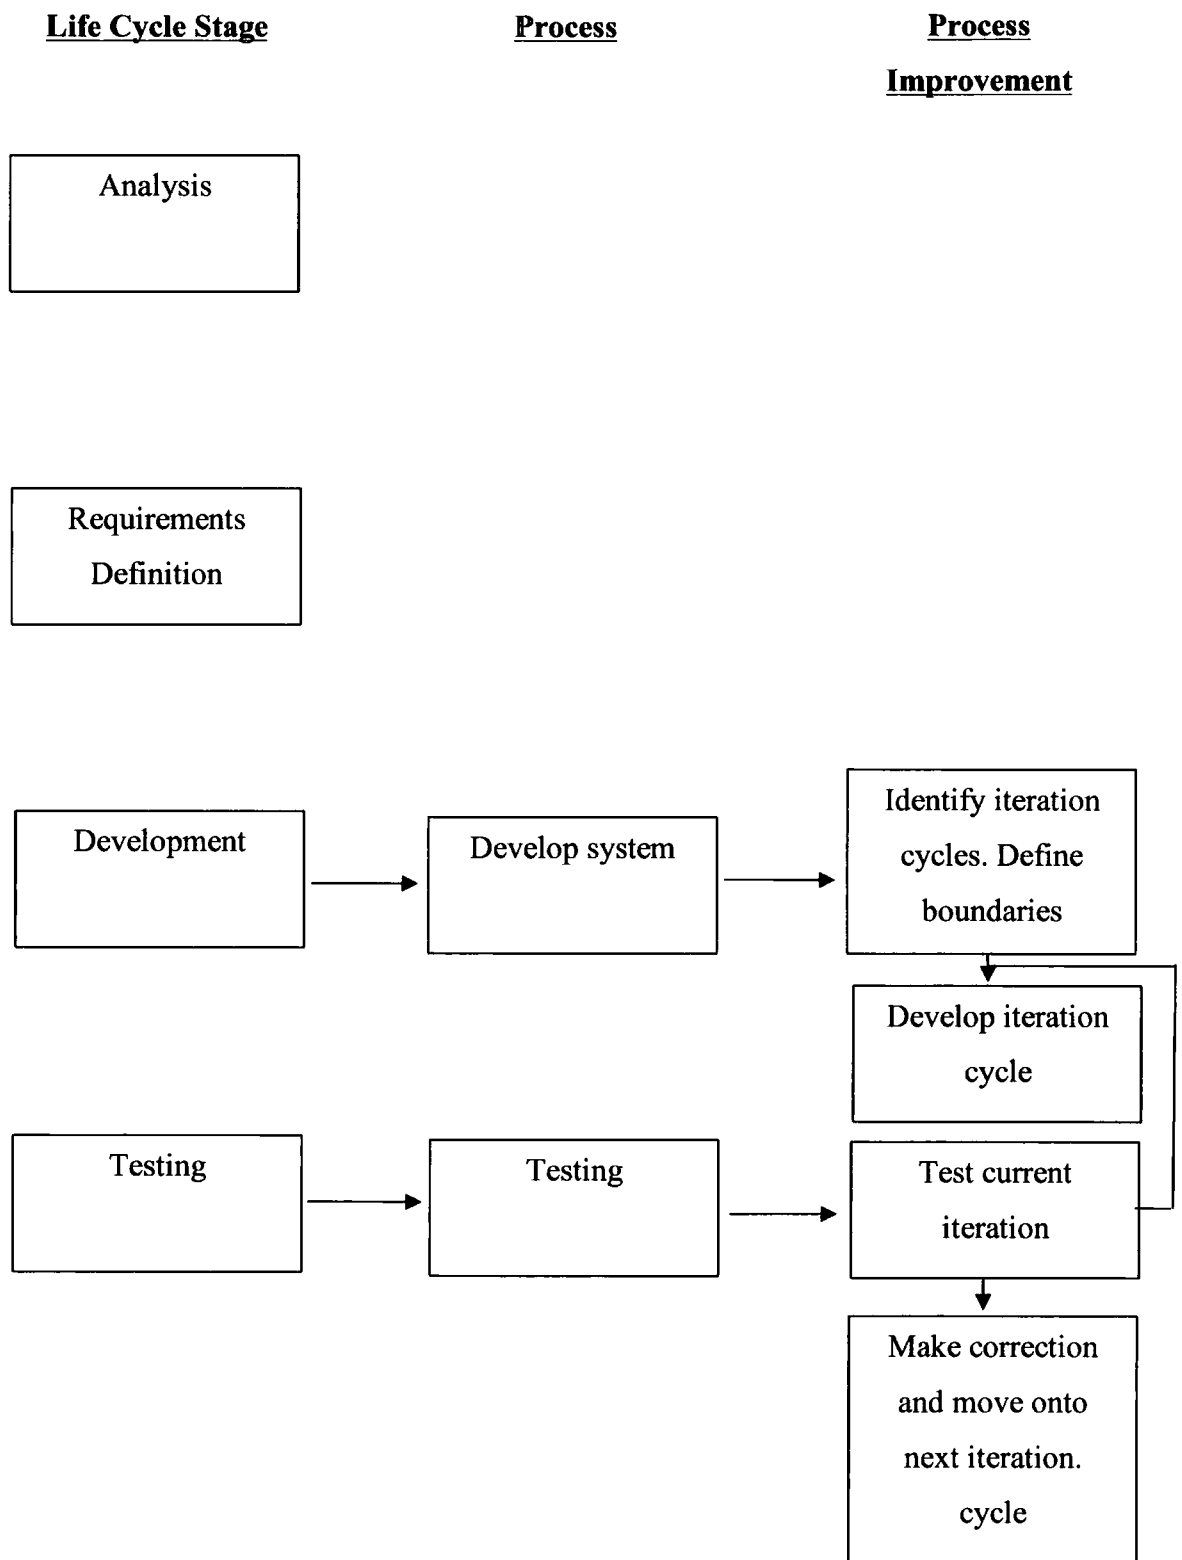 Life Cycle Stage
Process
Process
Improvement
Analysis
Requirements
Definition
Development
Develop system
Identify iteration
cycles. Define
boundaries
Develop iteration
cycle
Testing
Testing
Test current
iteration
Make correction
and move onto
next iteration.
cycle